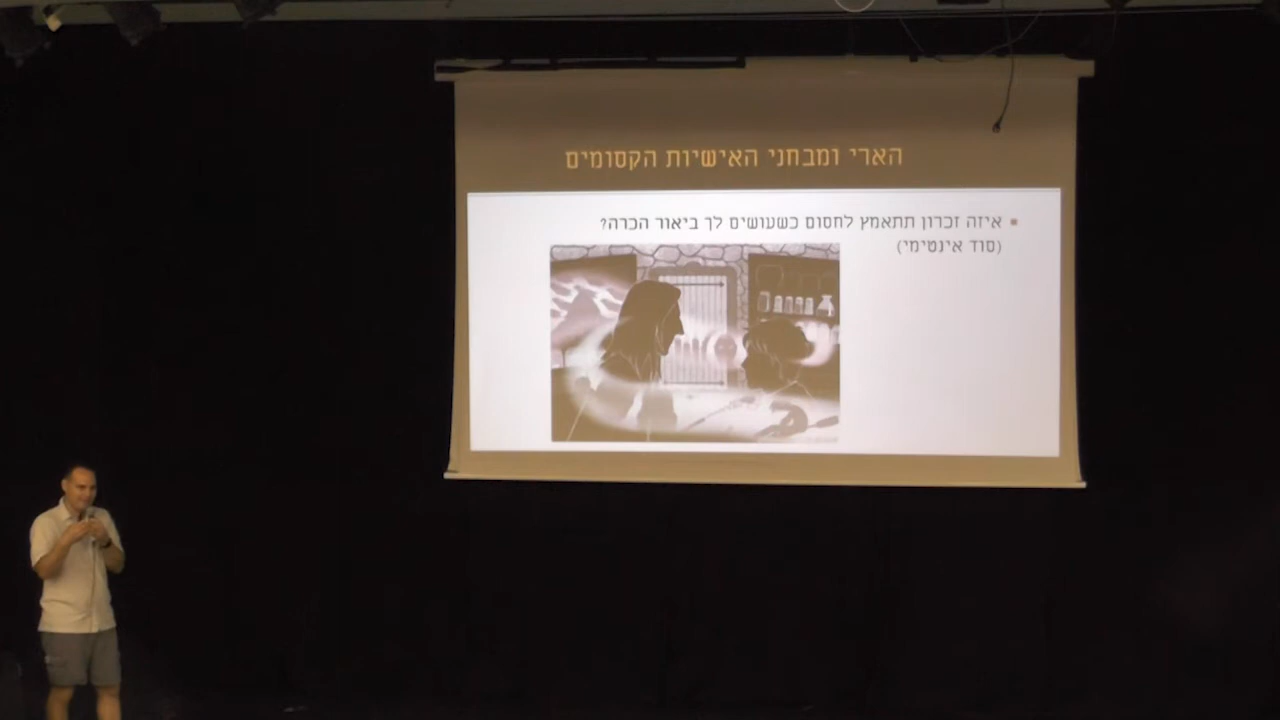 הארי ומבחני האישיות הקסומים
איזה זכרון תתאמץ לחסום כשעושים לך ביאור הכרה?
(סוד אינטימי)